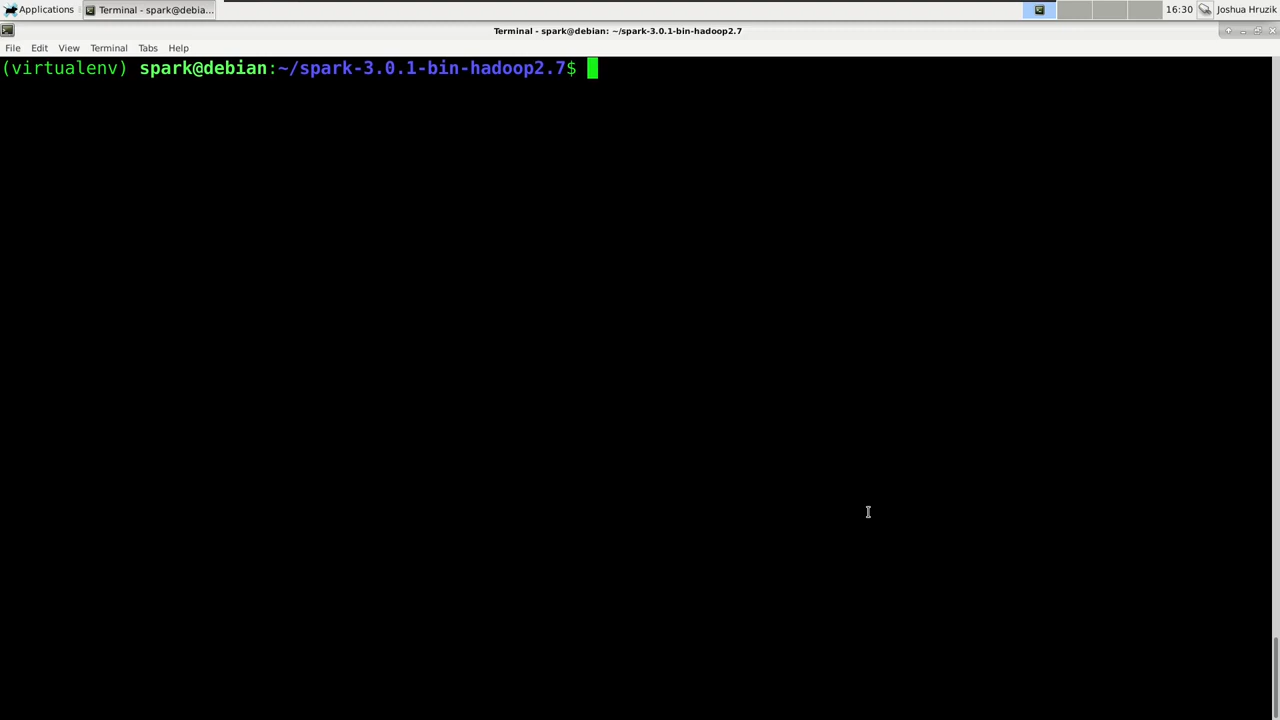 Applications
Terminal - spark@debia...
16:30
Joshua Hruzik
Terminal - spark@debian: ~/spark-3.0.1-bin-hadoop2.7
File Edit View Terminal Tabs Help
(virtualenv) spark@debian:~/spark-3.0.1-bin-hadoop2.7$